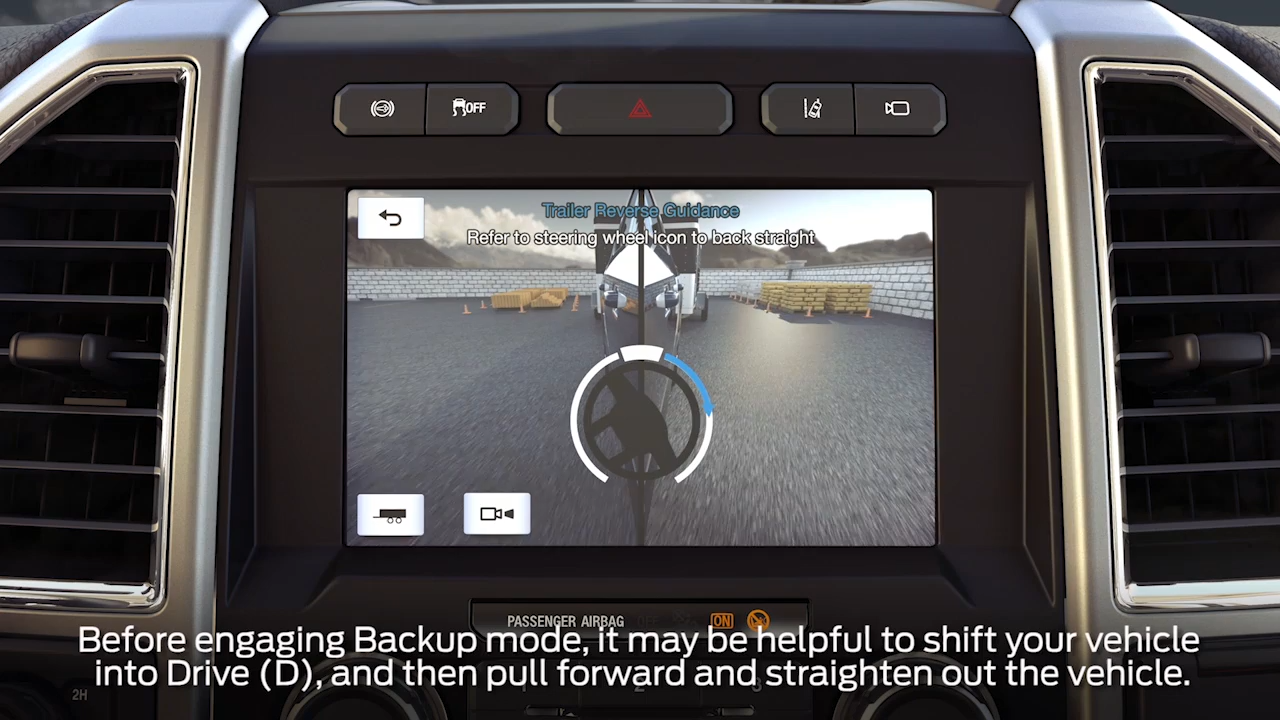 OFF
Trailer Reverse Guidance
Refer to steering wheel icon to back straight
PASSENGER AIRBAG OFF ON
Before engaging Backup mode, it may be helpful to shift your vehicle
into Drive (D), and then pull forward and straighten out the vehicle.
2H